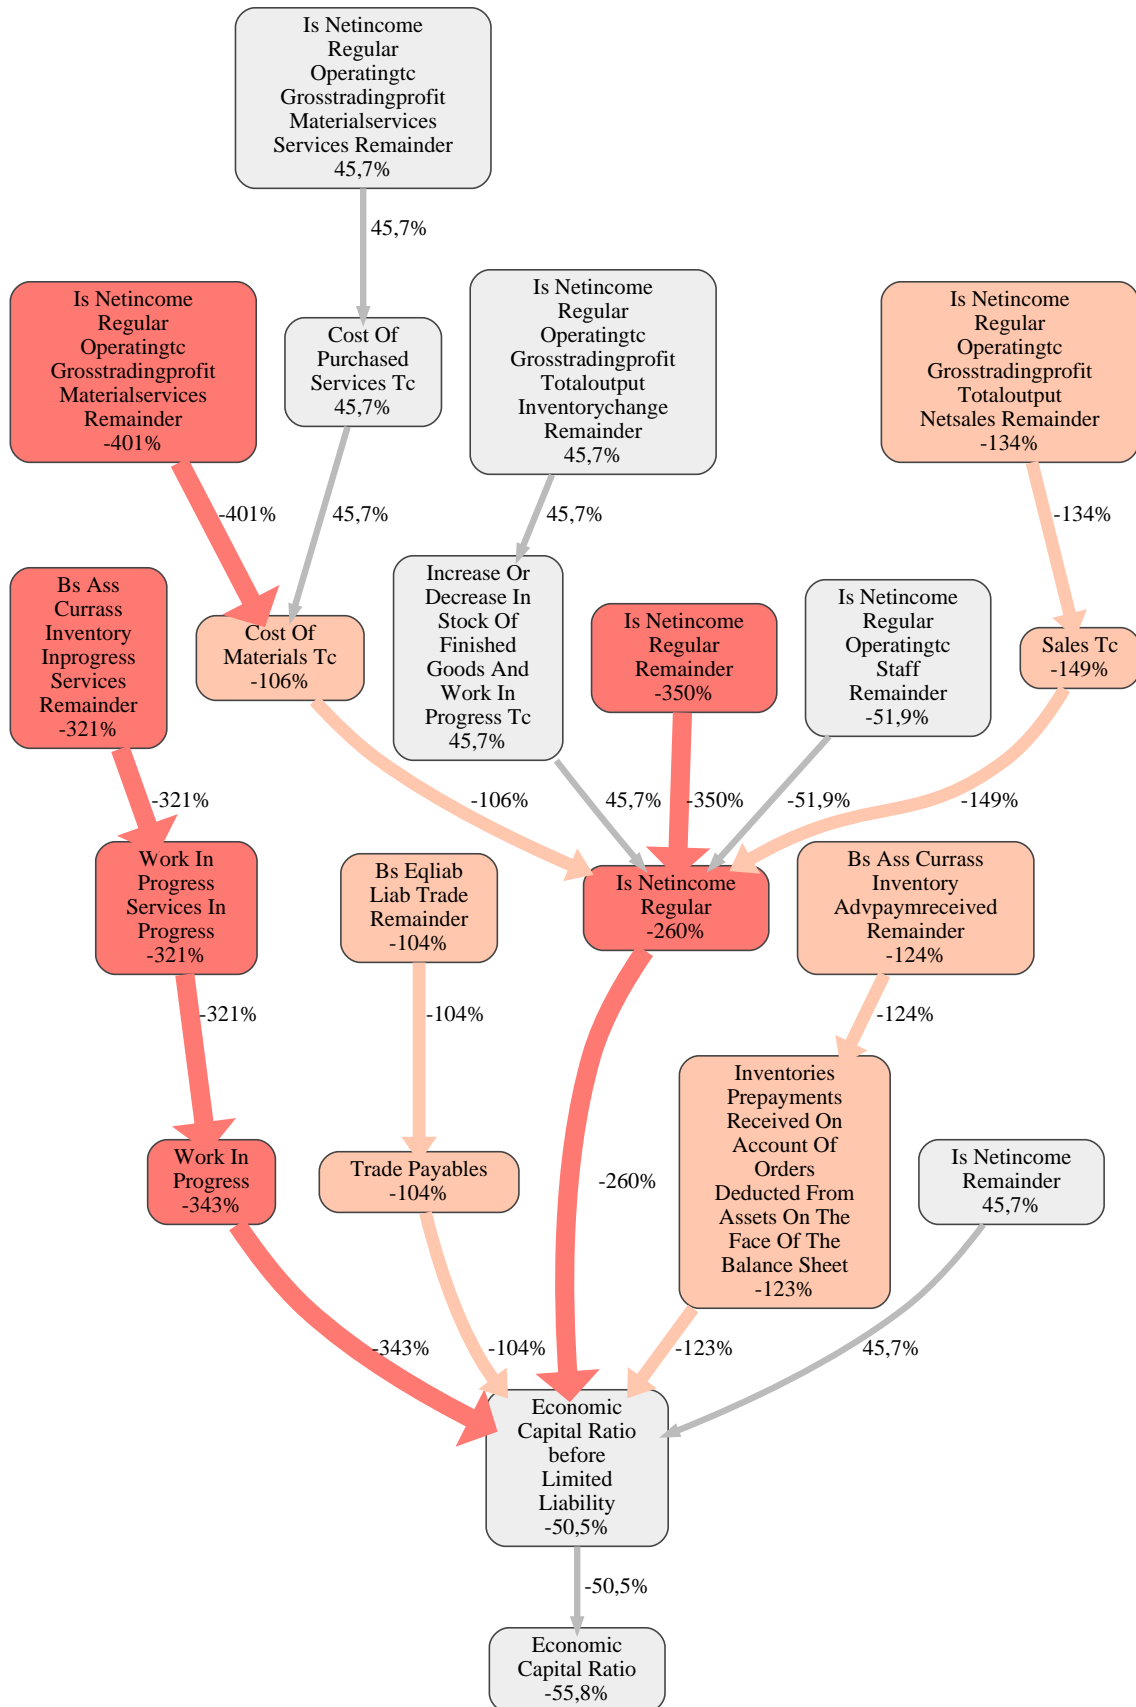 Is Netincome
Regular
Operatingtc
Grosstradingprofit
Materialservices
Services Remainder
45,7%
45,7%
Is Netincome
Regular
Operatingtc
Grosstradingprofit
Materialservices
Remainder
-401%
Cost Of
Purchased
Services Tc
45,7%
Is Netincome
Regular
Operatingtc
Grosstradingprofit
Totaloutput
Inventorychange
Remainder
45,7%
Is Netincome
Regular
Operatingtc
Grosstradingprofit
Totaloutput
Netsales Remainder
-134%
-401%
45,7%
45,7%
-134%
Bs Ass
Currass
Inventory
Inprogress
Services
Remainder
-321%
Cost Of
Materials Tc
-106%
Increase Or
Decrease In
Stock Of
Finished
Goods And
Work In
Progress Tc
45,7%
Is Netincome
Regular
Remainder
-350%
Is Netincome
Regular
Operatingtc
Staff
Remainder
-51,9%
Sales Tc
-149%
-321%
-106%
45,7%
-350%
-51,9%
-149%
Work In
Progress
Services In
Progress
-321%
Bs Eqliab
Liab Trade
Remainder
-104%
Is Netincome
Regular
-260%
Bs Ass Currass
Inventory
Advpaymreceived
Remainder
-124%
-321%
-104%
-124%
Work In
Progress
-343%
Trade Payables
-104%
-260%
Inventories
Prepayments
Received On
Account Of
Orders
Deducted From
Assets On The
Face Of The
Balance Sheet
-123%
Is Netincome
Remainder
45,7%
-343%
-104%
-123%
45,7%
Economic
Capital Ratio
before
Limited
Liability
-50,5%
-50,5%
Economic
Capital Ratio
-55,8%